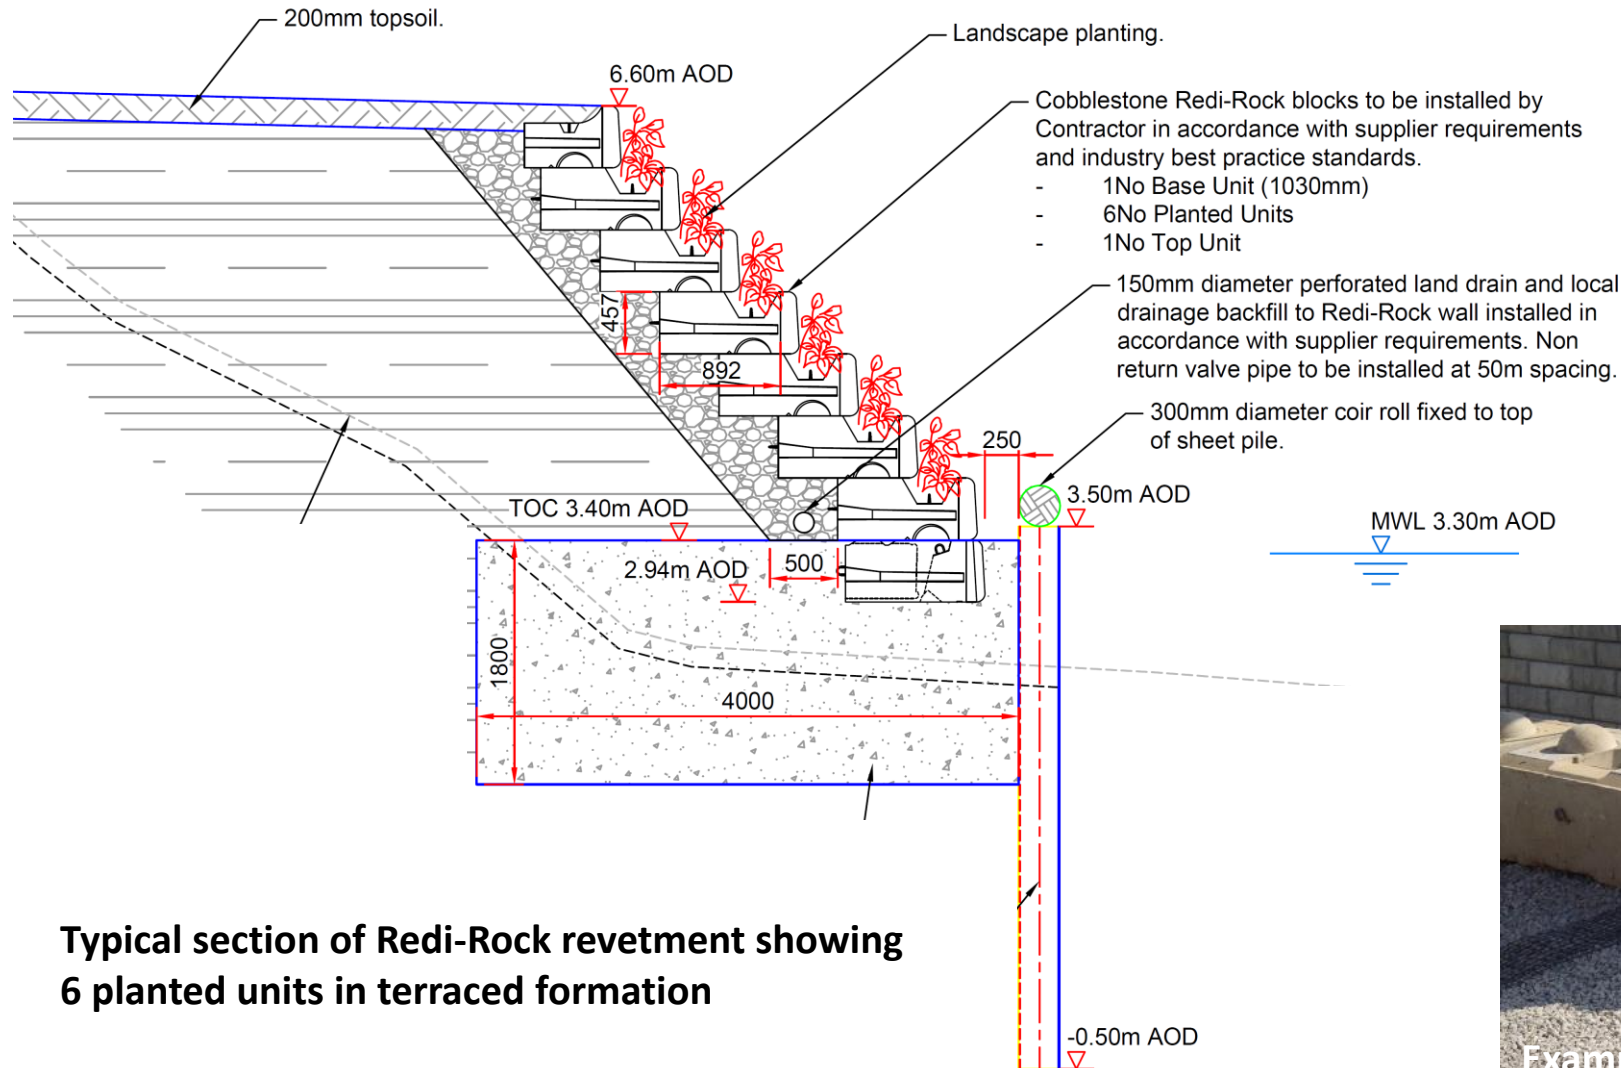 200mm topsoil.
Landscape planting.
6.60m AOD
Cobblestone Redi-Rock blocks to be installed by
Contractor in accordance with supplier requirements
and industry best practice standards.
- 1No Base Unit (1030mm)
- 6No Planted Units
- 1No Top Unit
150mm diameter perforated land drain and local
drainage backfill to Redi-Rock wall installed in
accordance with supplier requirements. Non
return valve pipe to be installed at 50m spacing.
457
892
300mm diameter coir roll fixed to top
of sheet pile.
250
3.50m AOD
TOC 3.40m AOD
MWL 3.30m AOD
2.94m AOD
500
1800
4000
Typical section of Redi-Rock revetment showing
6 planted units in terraced formation
-0.50m AOD